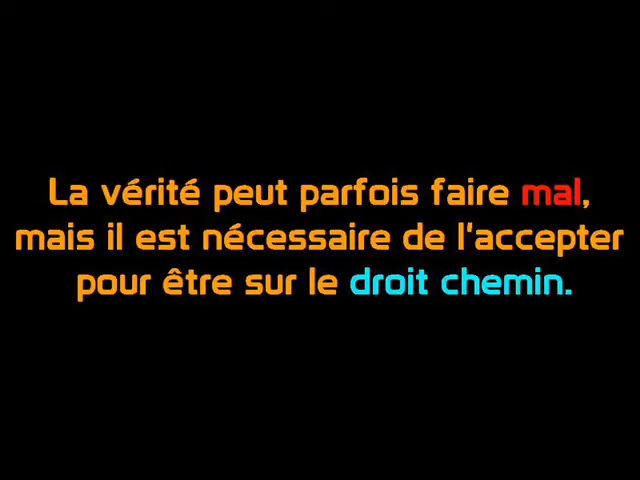 La vérité peut parfois faire mal,
mais il est nécessaire de l'accepter
pour être sur le droit chemin.